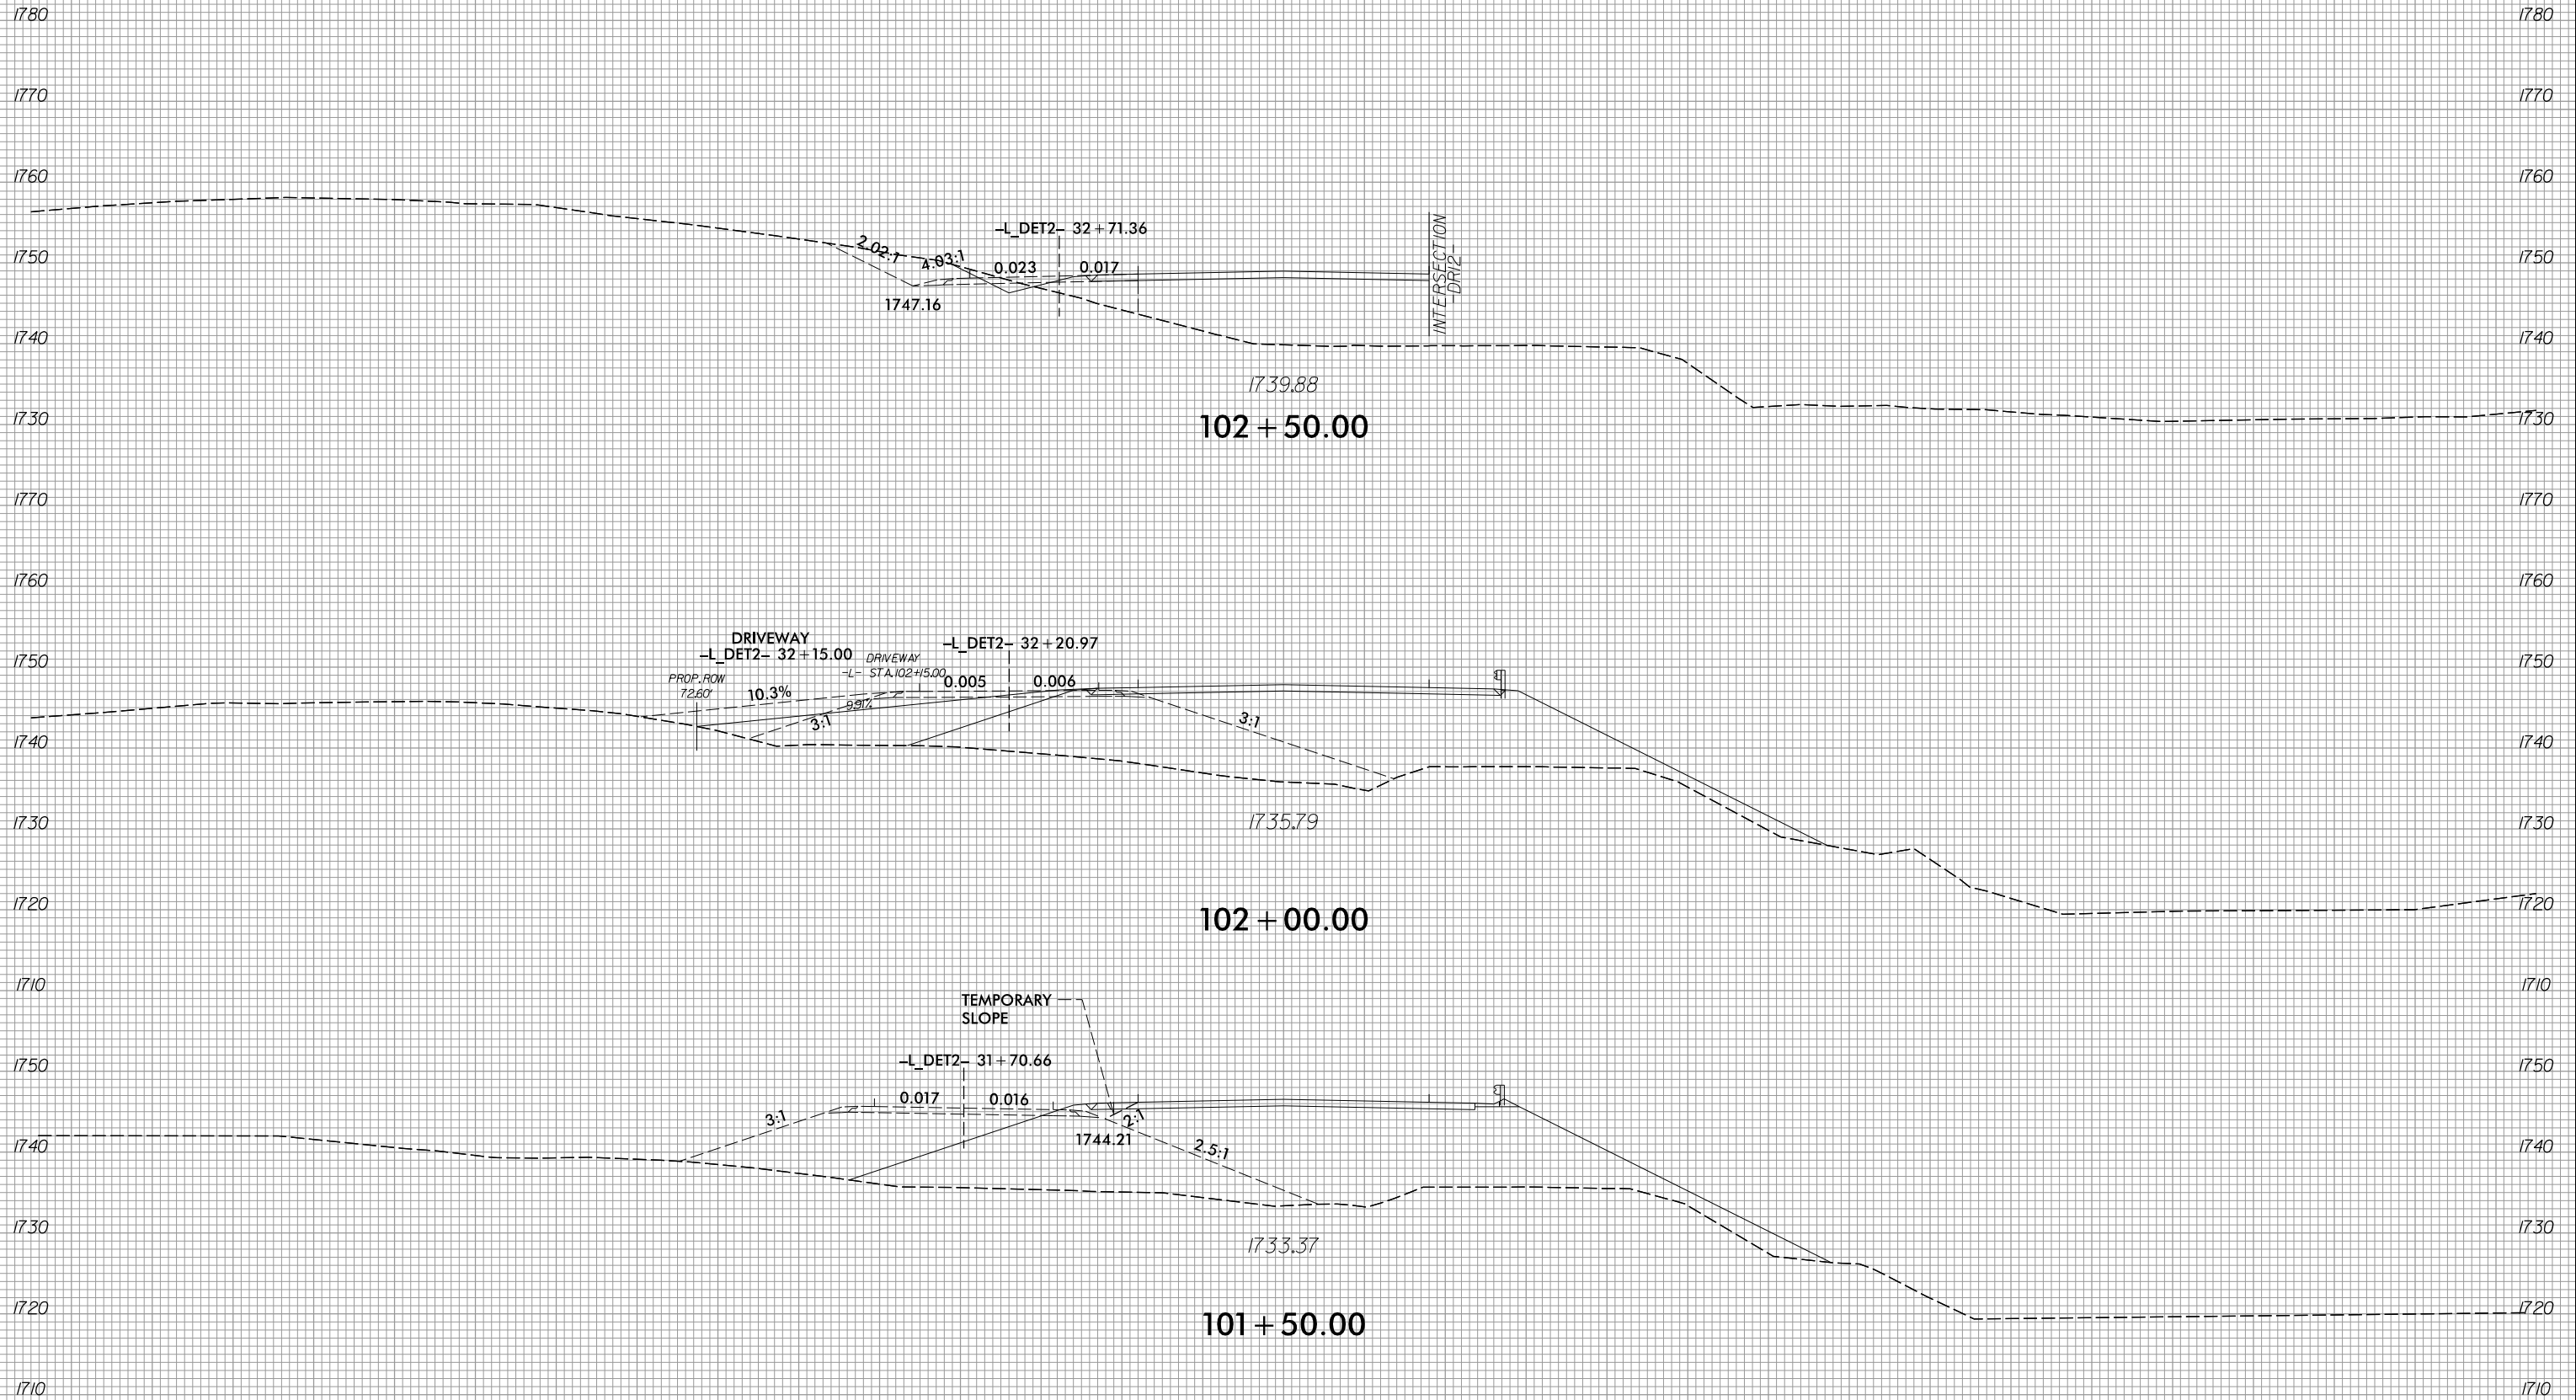 1780 1780
1770 1770
1760 1760
-L_DET2- 32+71.36
2.02:1 4.03:1 0.023 0.017
1750 1750
INTERSECTION
-DR12-
1747.16
1740 1740
1739.88
1730 1730
102+50.00
1770 1770
1760 1760
DRIVEWAY
-L_DET2- 32+15.00
-L_DET2- 32+20.97
DRIVEWAY
-L- STA.102+15.00
1750 1750
PROP. ROW
72.60'
10.3% 0.005 0.006
9.91%
3:1 3:1
1740 1740
1735.79
1730 1730
1720 1720
102+00.00
1710 1710
TEMPORARY
SLOPE
-L_DET2- 31+70.66
1750 1750
0.017 0.016
3:1 2:1
1744.21
2.5:1
1740 1740
1733.37
1730 1730
1720 1720
101+50.00
1710 1710